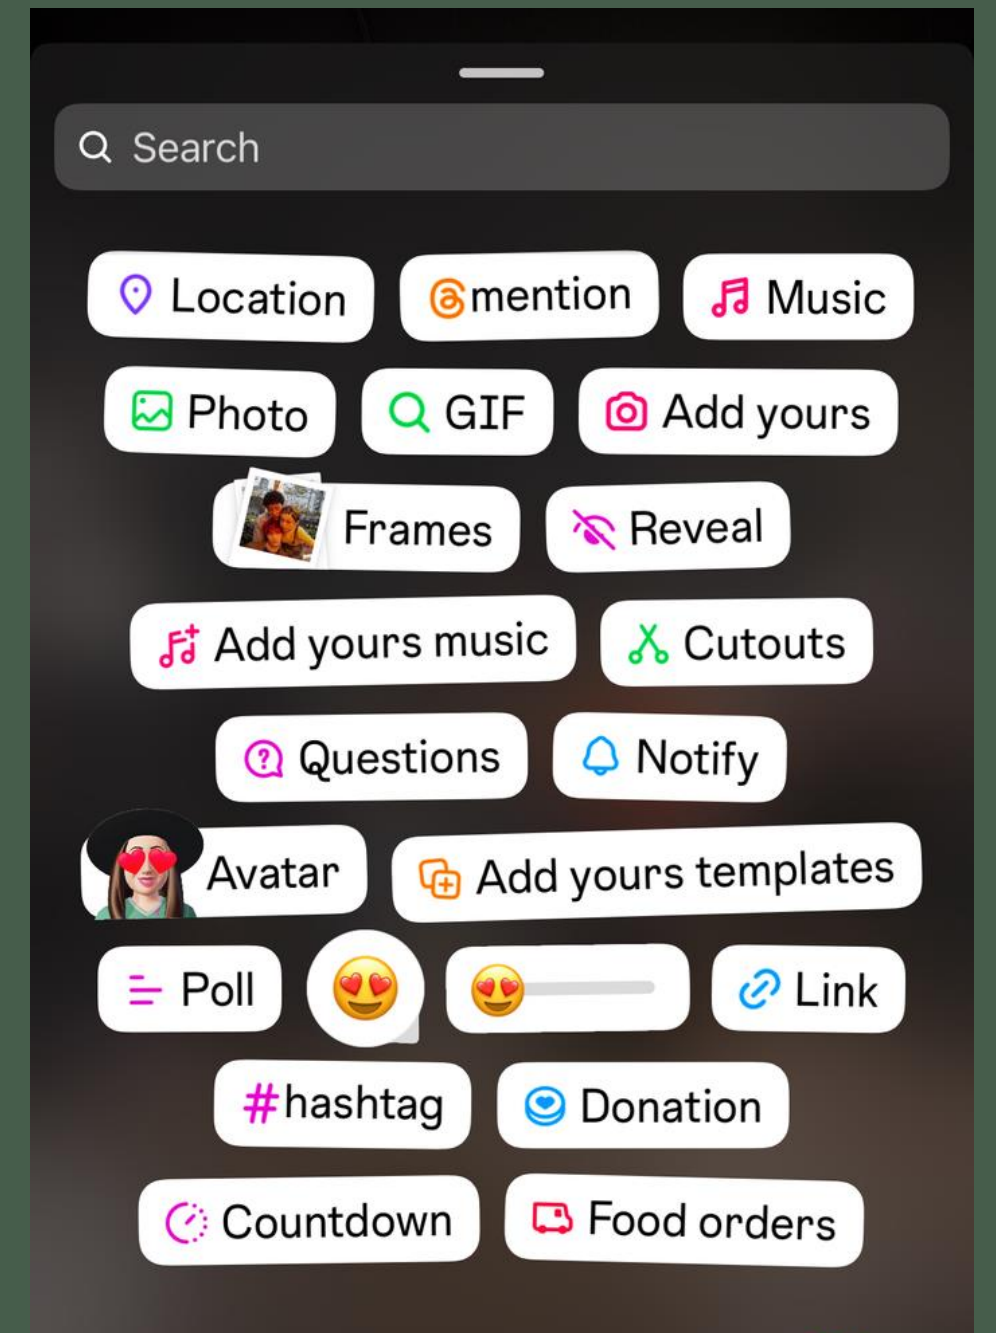 Search
Location @mention Music
Photo GIF Add yours
Frames Reveal
Add yours music Cutouts
Questions Notify
Avatar Add yours templates
Poll 😍 😍 Link
#hashtag Donation
Countdown Food orders